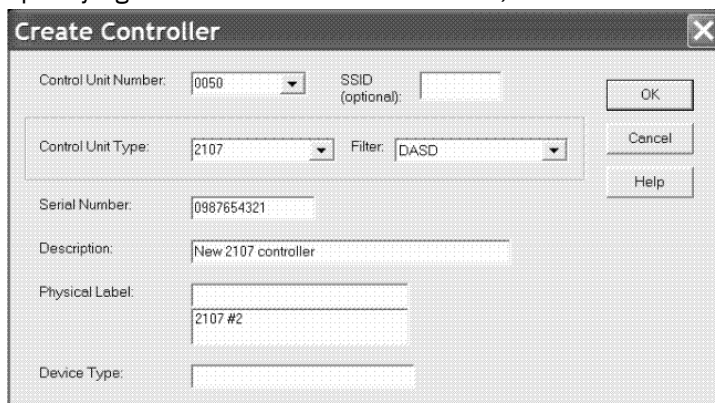 Create Controller
Control Unit Number: 0050 SSID (optional):
OK
Control Unit Type: 2107 Filter: DASD
Cancel
Help
Serial Number: 0987654321
Description: New 2107 controller
Physical Label:
2107 #2
Device Type: